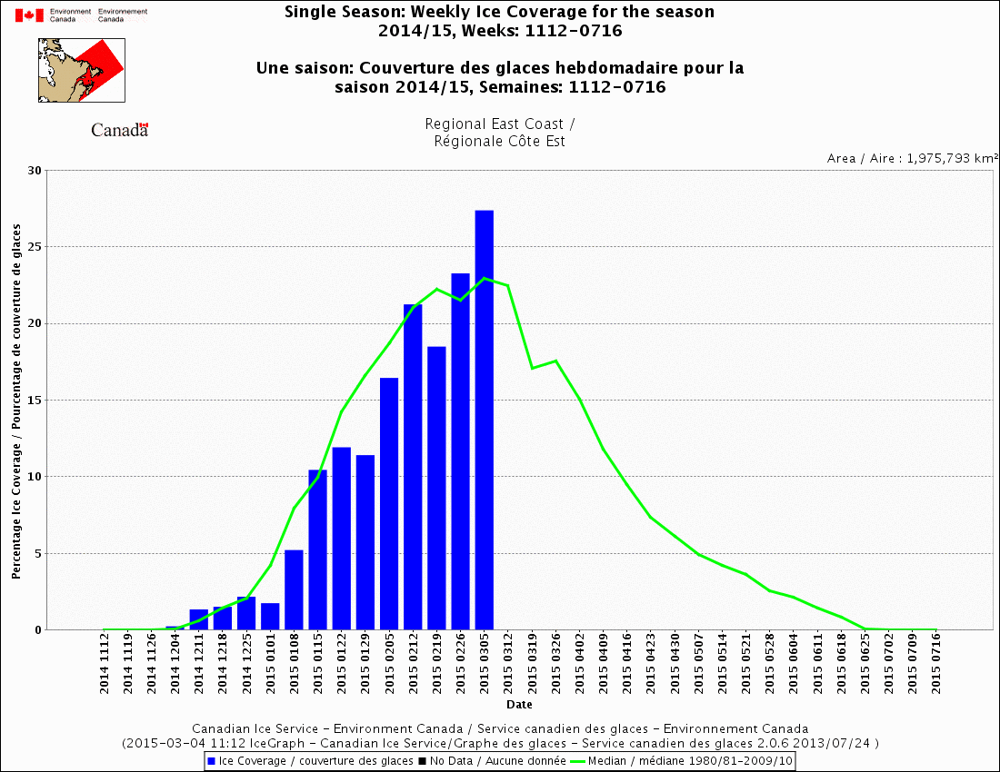 Environment Environnement
Canada Canada
Canada
Single Season: Weekly Ice Coverage for the season
2014/15, Weeks: 1112-0716
Une saison: Couverture des glaces hebdomadaire pour la
saison 2014/15, Semaines: 1112-0716
Regional East Coast /
Régionale Côte Est
Area / Aire : 1,975,793 km²
Percentage Ice Coverage / Pourcentage de couverture de glaces
30
25
20
15
10
5
0
2014 1112
2014 1119
2014 1126
2014 1204
2014 1211
2014 1218
2014 1225
2015 0101
2015 0108
2015 0115
2015 0122
2015 0129
2015 0205
2015 0212
2015 0219
2015 0226
2015 0305
2015 0312
2015 0319
2015 0326
2015 0402
2015 0409
2015 0416
2015 0423
2015 0430
2015 0507
2015 0514
2015 0521
2015 0528
2015 0604
2015 0611
2015 0618
2015 0625
2015 0702
2015 0709
2015 0716
Date
Canadian Ice Service - Environment Canada / Service canadien des glaces - Environnement Canada
(2015-03-04 11:12 IceGraph - Canadian Ice Service/Graphe des glaces - Service canadien des glaces 2.0.6 2013/07/24 )
Ice Coverage / couverture des glaces No Data / Aucune donnée Median / médiane 1980/81-2009/10